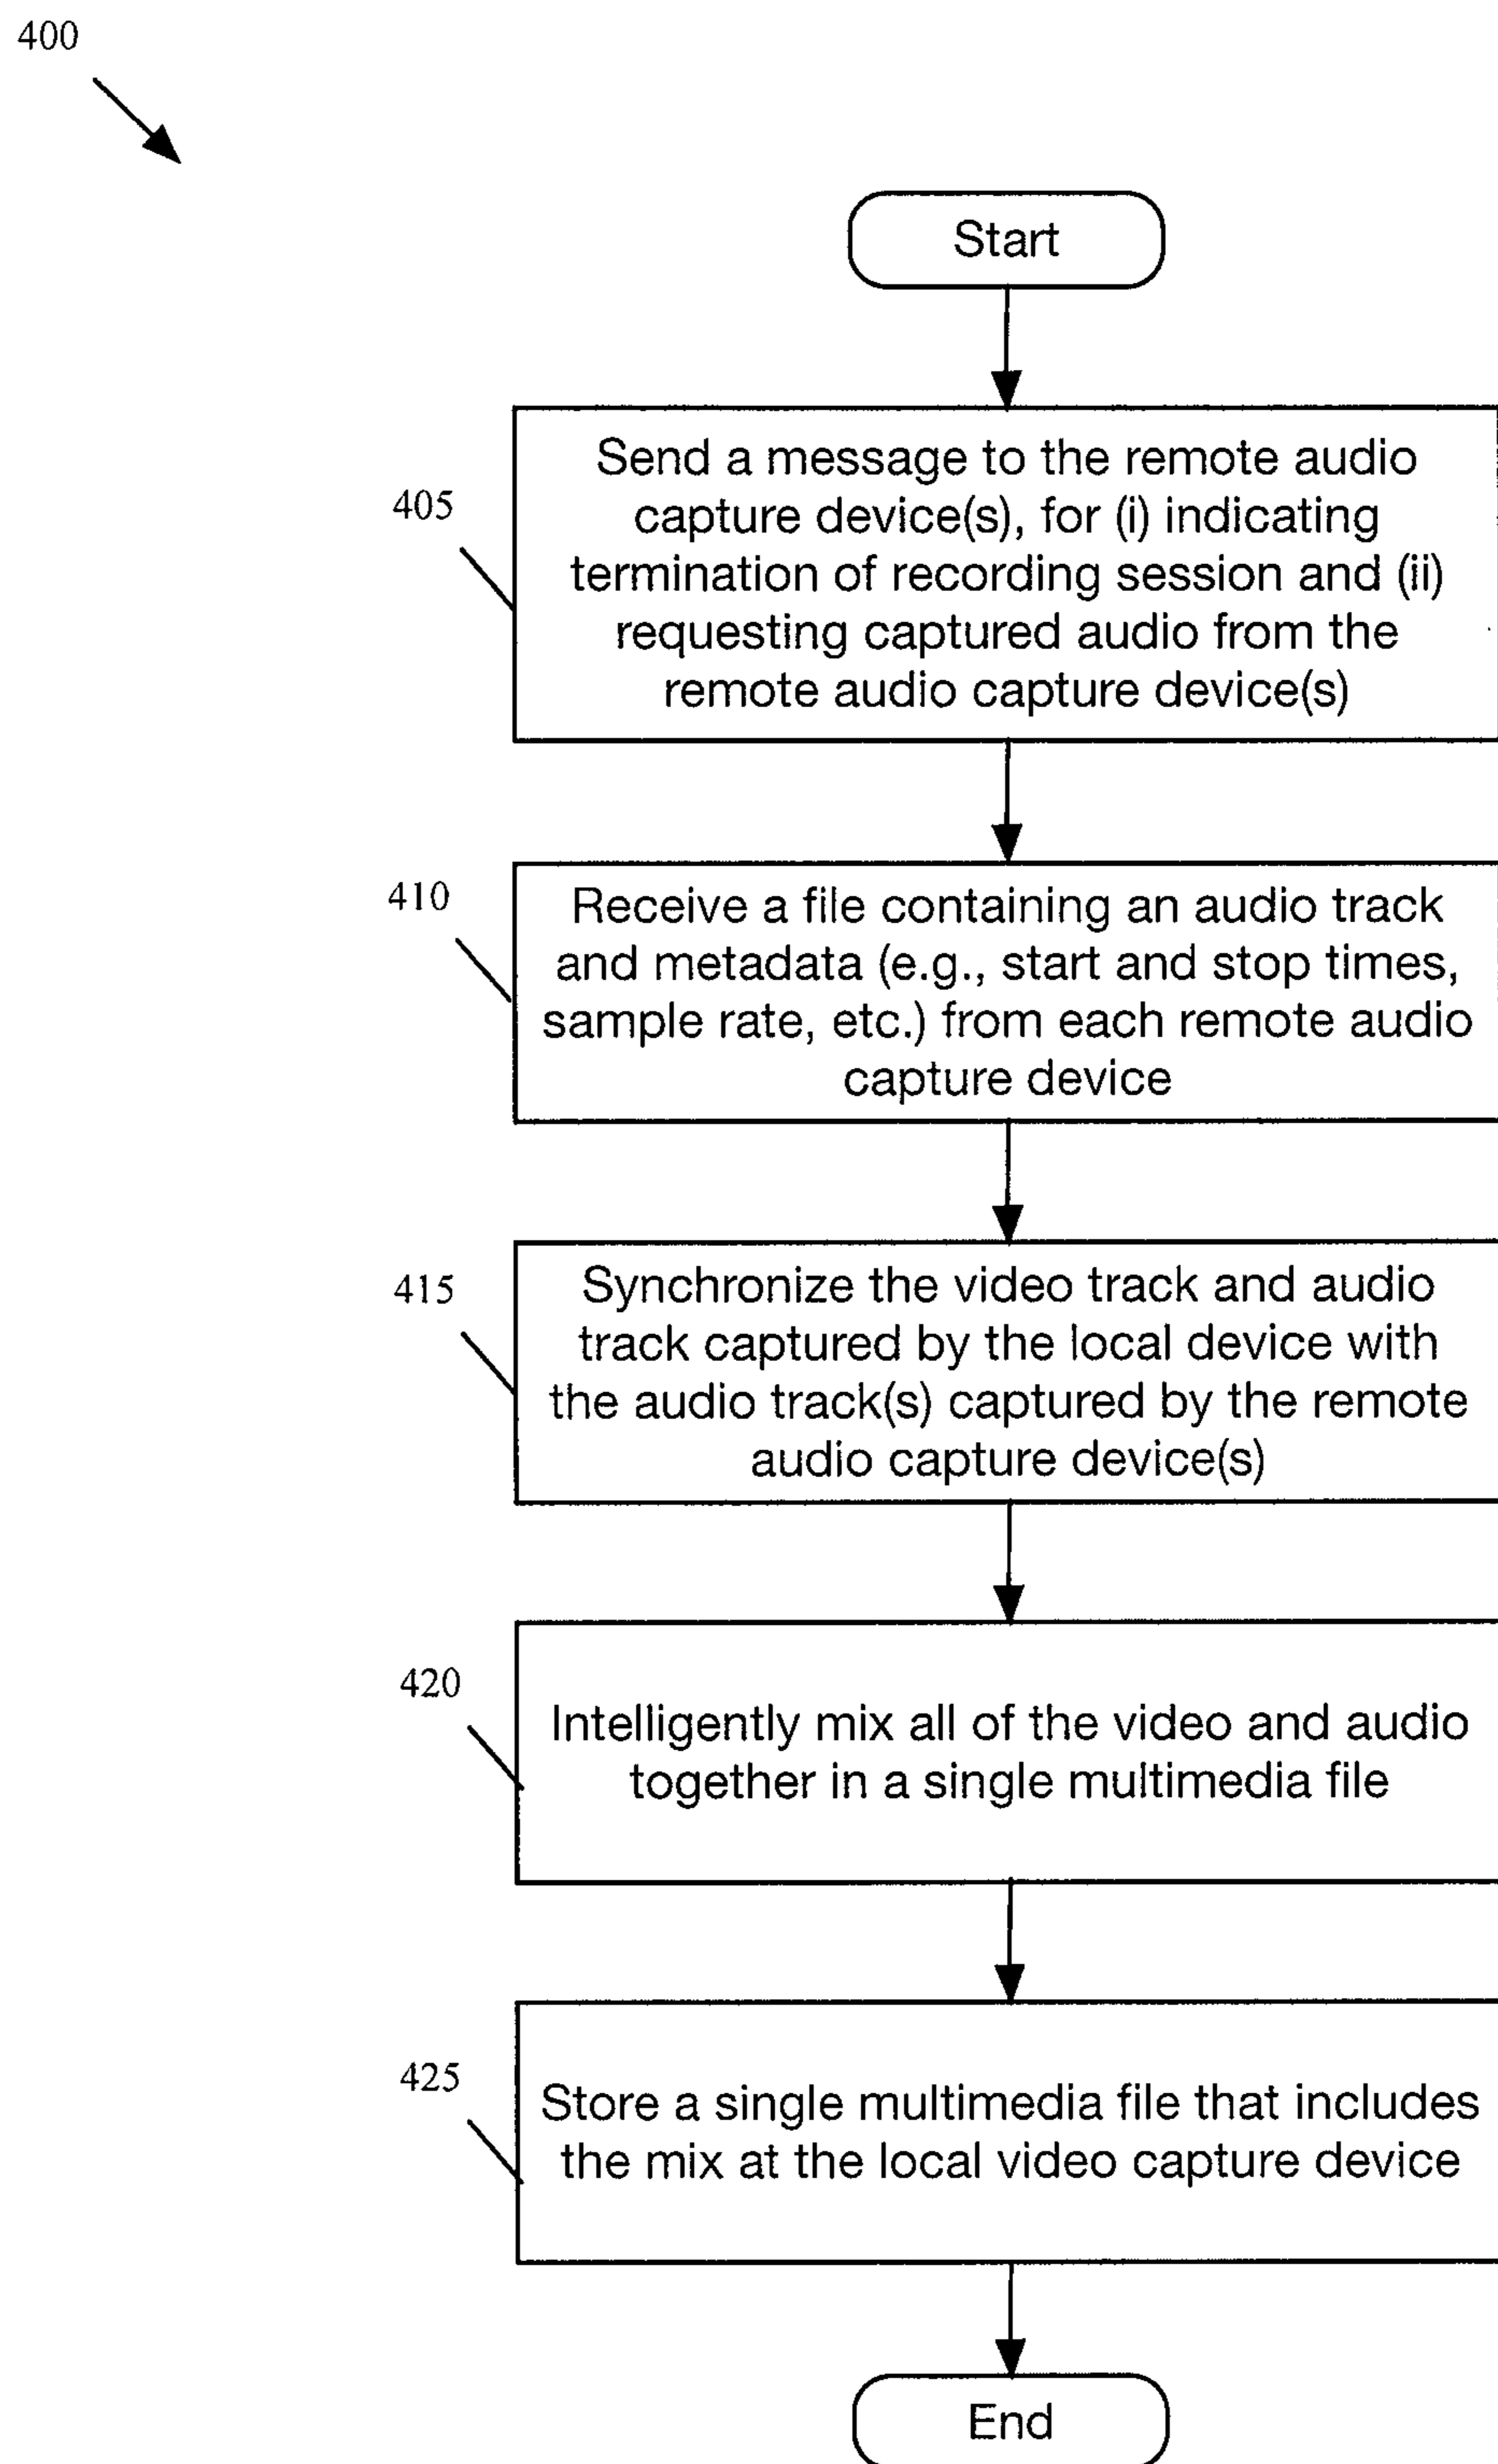 400
Start
405
Send a message to the remote audio
capture device(s), for (i) indicating
termination of recording session and (ii)
requesting captured audio from the
remote audio capture device(s)
410
Receive a file containing an audio track
and metadata (e.g., start and stop times,
sample rate, etc.) from each remote audio
capture device
415
Synchronize the video track and audio
track captured by the local device with
the audio track(s) captured by the remote
audio capture device(s)
420
Intelligently mix all of the video and audio
together in a single multimedia file
425
Store a single multimedia file that includes
the mix at the local video capture device
End